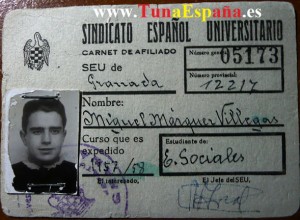 www.TunaEspaña.es
SINDICATO ESPAÑOL UNIVERSITARIO
CARNET DE AFILIADO
Número general: 05173
SEU de
Granada
Número provincial:
12217
Nombre:
Miguel Márquez Villegas
Curso que es
expedido
1957/58
Estudiante de:
E. Sociales
El interesado,
El Jefe del SEU,